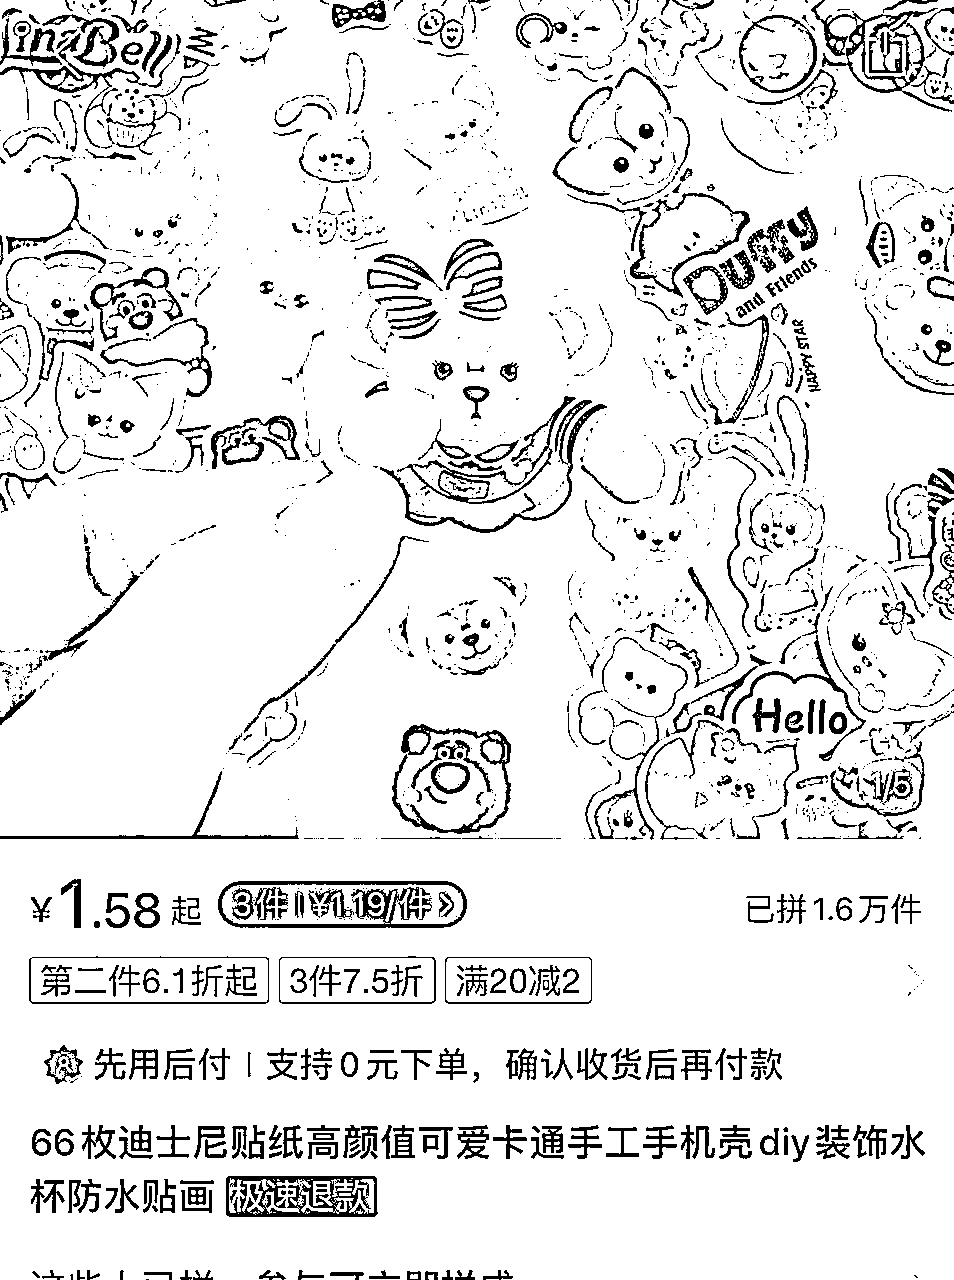 LinaBell
Duffy
and Friends
HAPPY STAR
Hello
1/5
¥1.58起 3件 | ¥1.19/件 > 已拼1.6万件
第二件6.1折起 3件7.5折 满20减2
先用后付 | 支持0元下单，确认收货后再付款
66枚迪士尼贴纸高颜值可爱卡通手工手机壳diy装饰水
杯防水贴画 极速退款